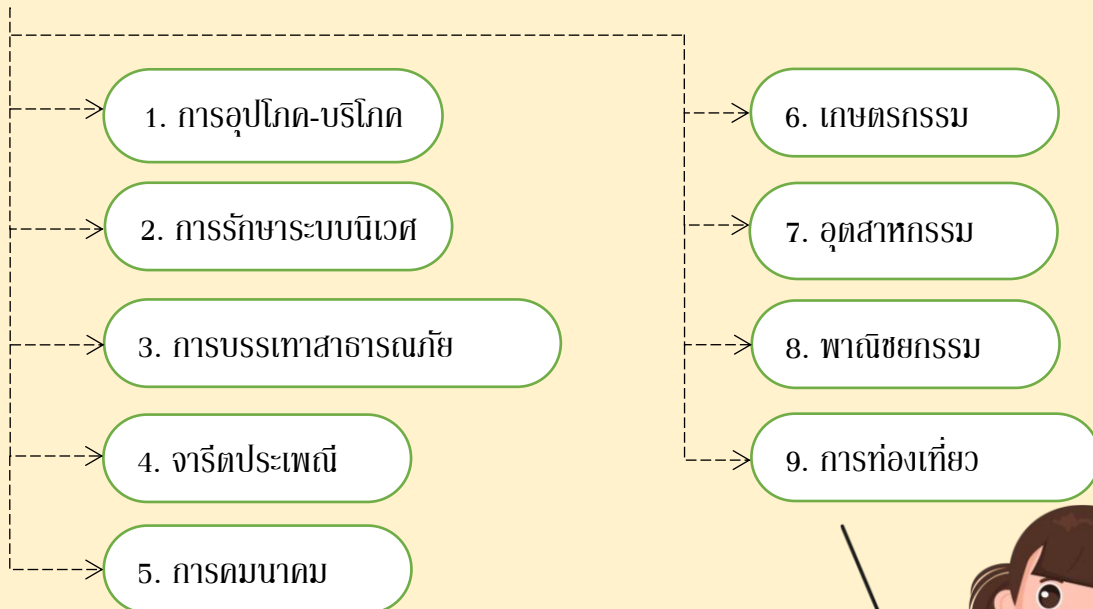 1. การอุปโภค-บริโภค
2. การรักษาระบบนิเวศ
3. การบรรเทาสาธารณภัย
4. จารีตประเพณี
5. การคมนาคม
6. เกษตรกรรม
7. อุตสาหกรรม
8. พาณิชยกรรม
9. การท่องเที่ยว